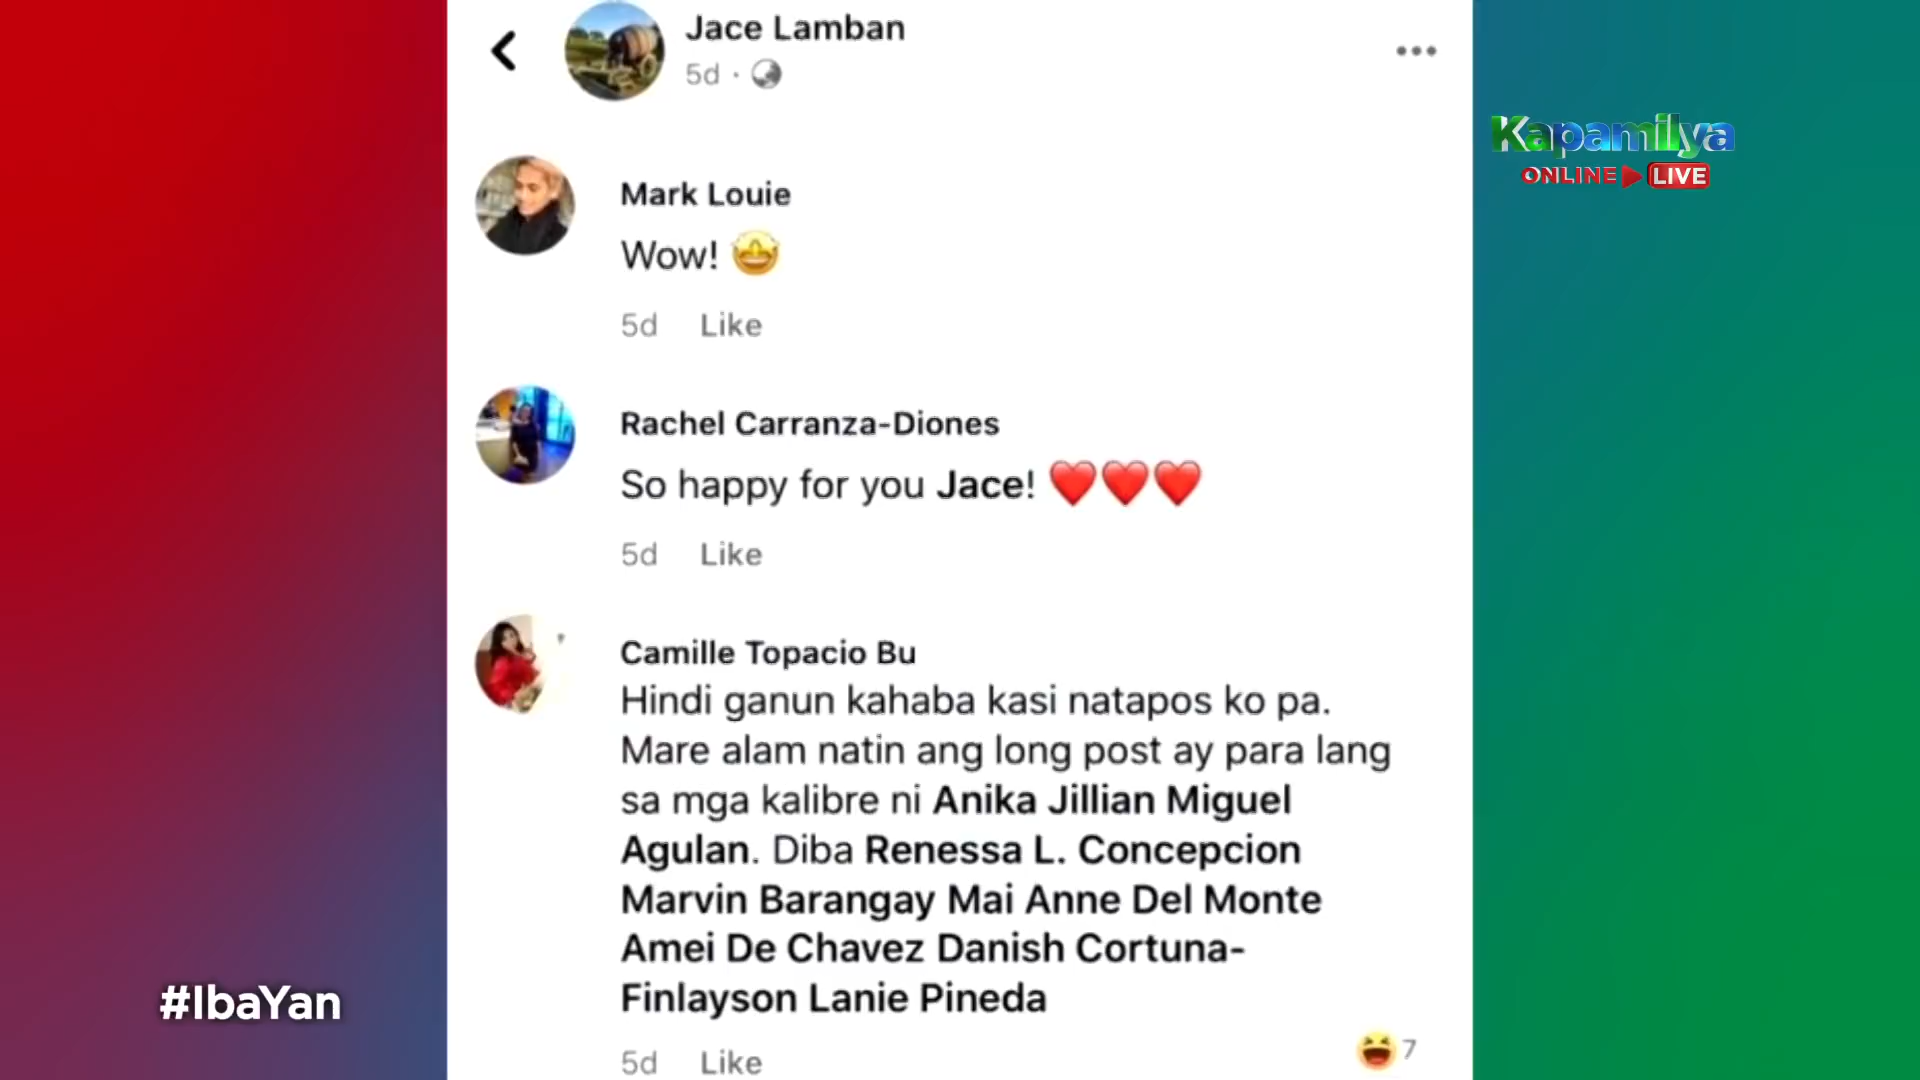 Jace Lamban
5d
Kapamilya
ONLINE LIVE
Mark Louie
Wow! 🤩
5d Like
Rachel Carranza-Diones
So happy for you Jace! ❤️❤️❤️
5d Like
Camille Topacio Bu
Hindi ganun kahaba kasi natapos ko pa.
Mare alam natin ang long post ay para lang
sa mga kalibre ni Anika Jillian Miguel
Agulan. Diba Renessa L. Concepcion
Marvin Barangay Mai Anne Del Monte
Amei De Chavez Danish Cortuna-
Finlayson Lanie Pineda
5d Like
😆 7
#IbaYan